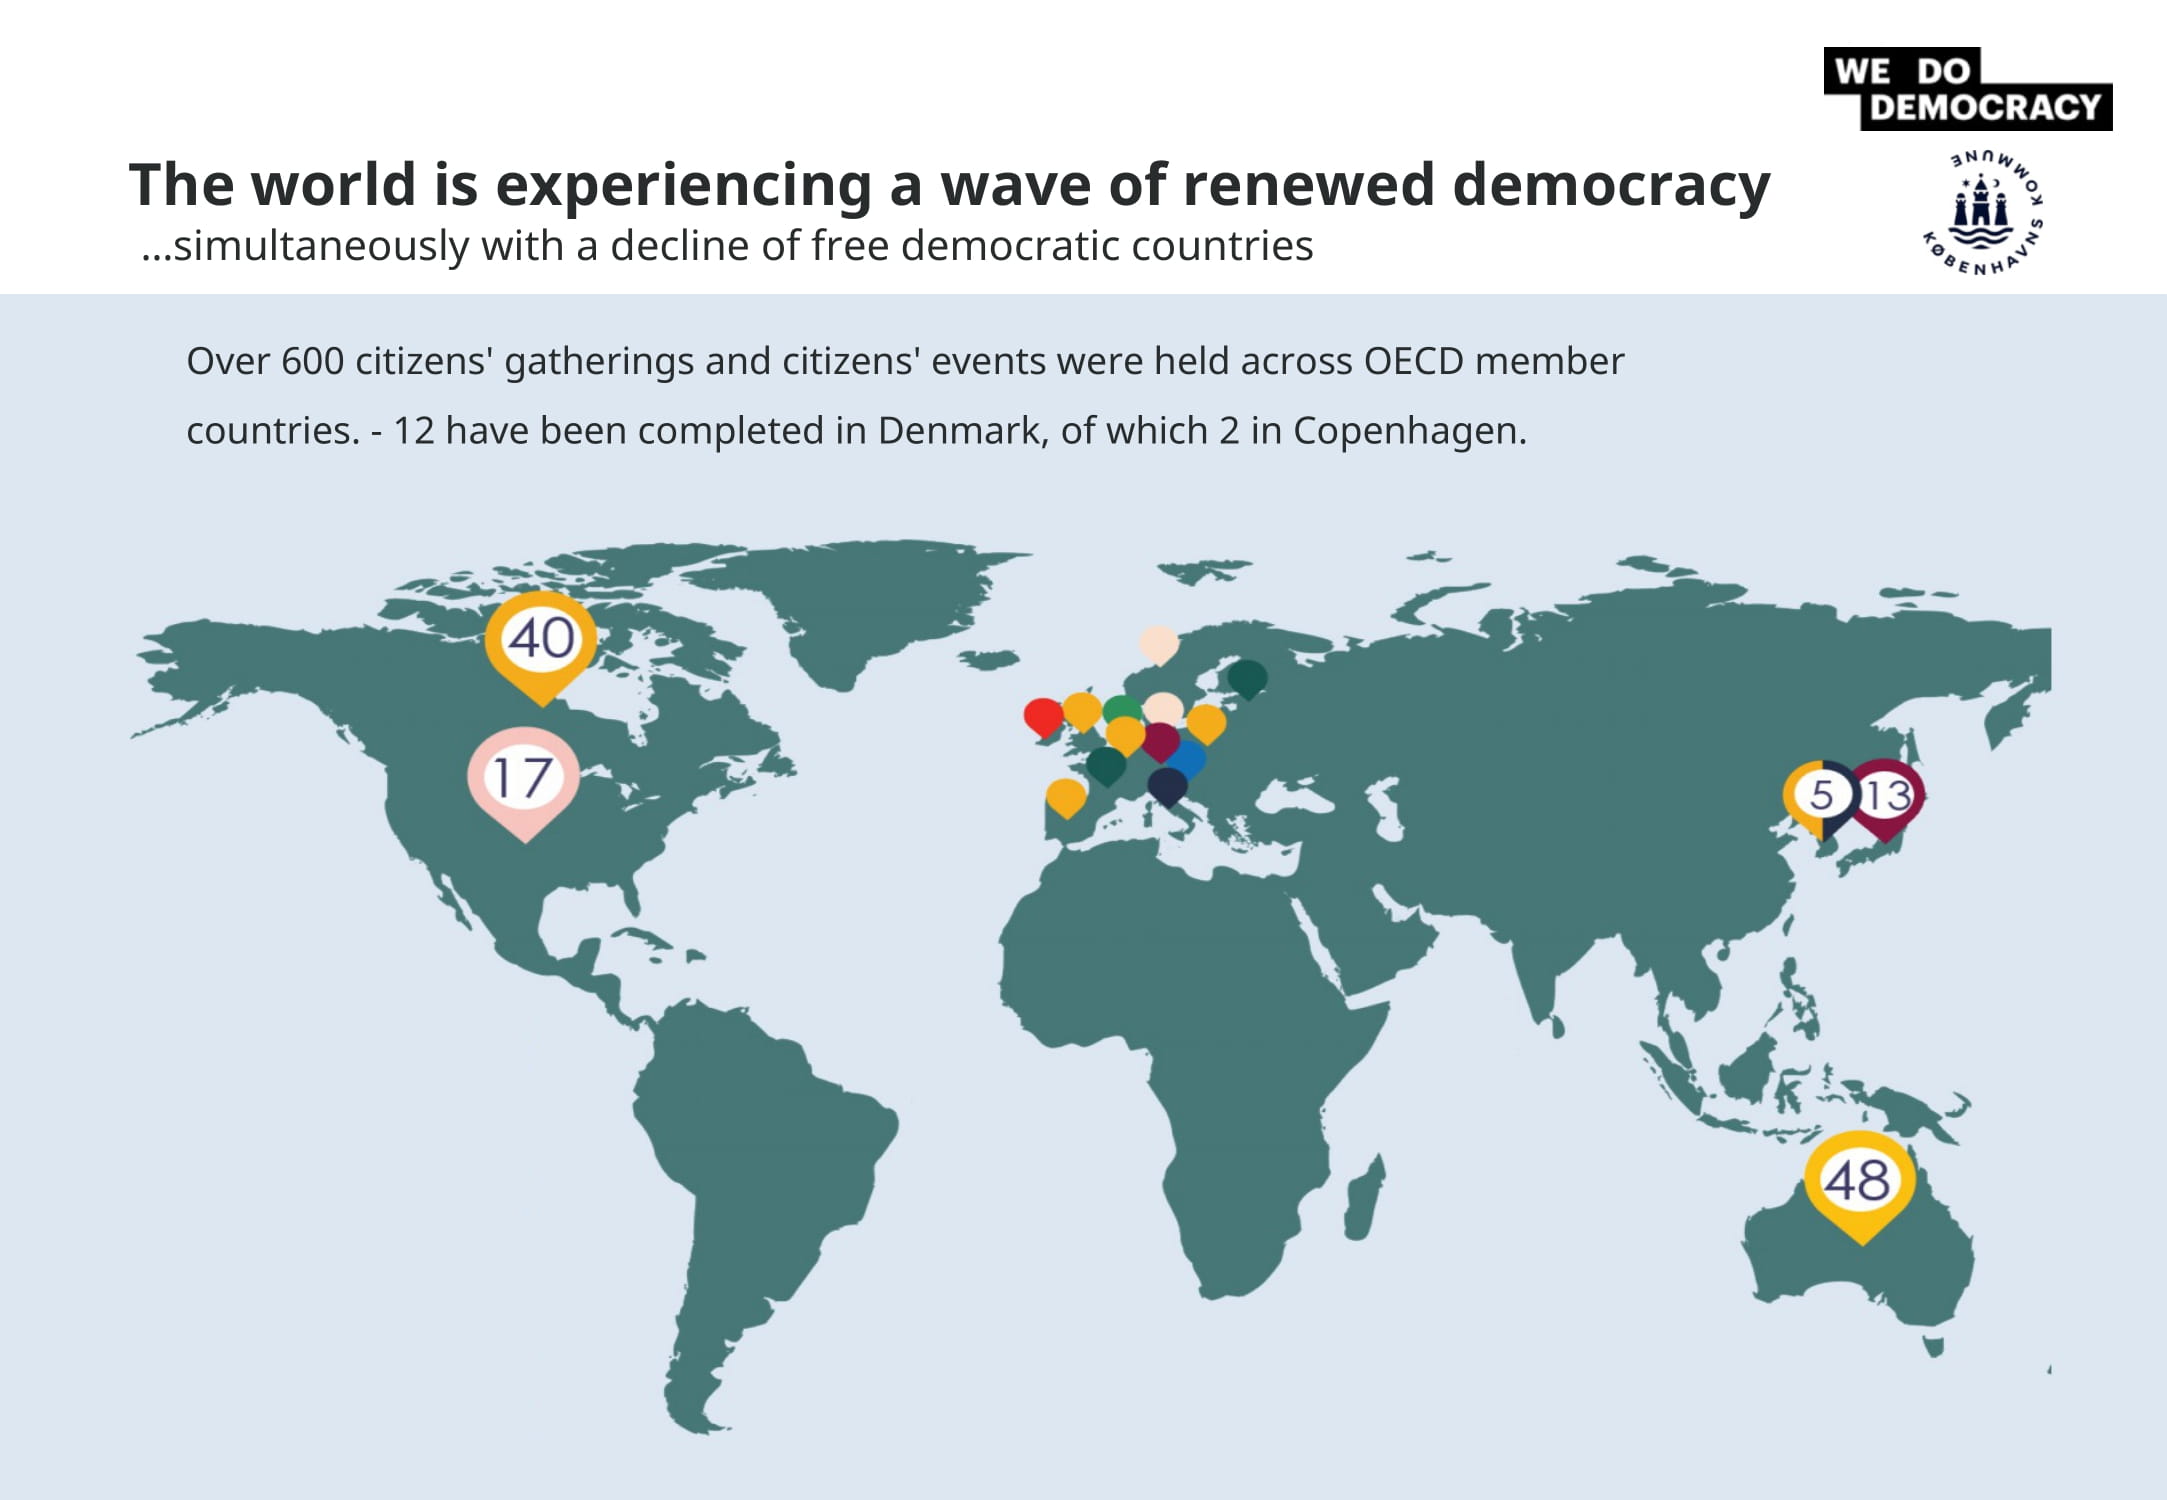 WE DO
DEMOCRACY
The world is experiencing a wave of renewed democracy
...simultaneously with a decline of free democratic countries
KØBENHAVNS KOMMUNE
Over 600 citizens' gatherings and citizens' events were held across OECD member
countries. - 12 have been completed in Denmark, of which 2 in Copenhagen.
40
17
5
13
48